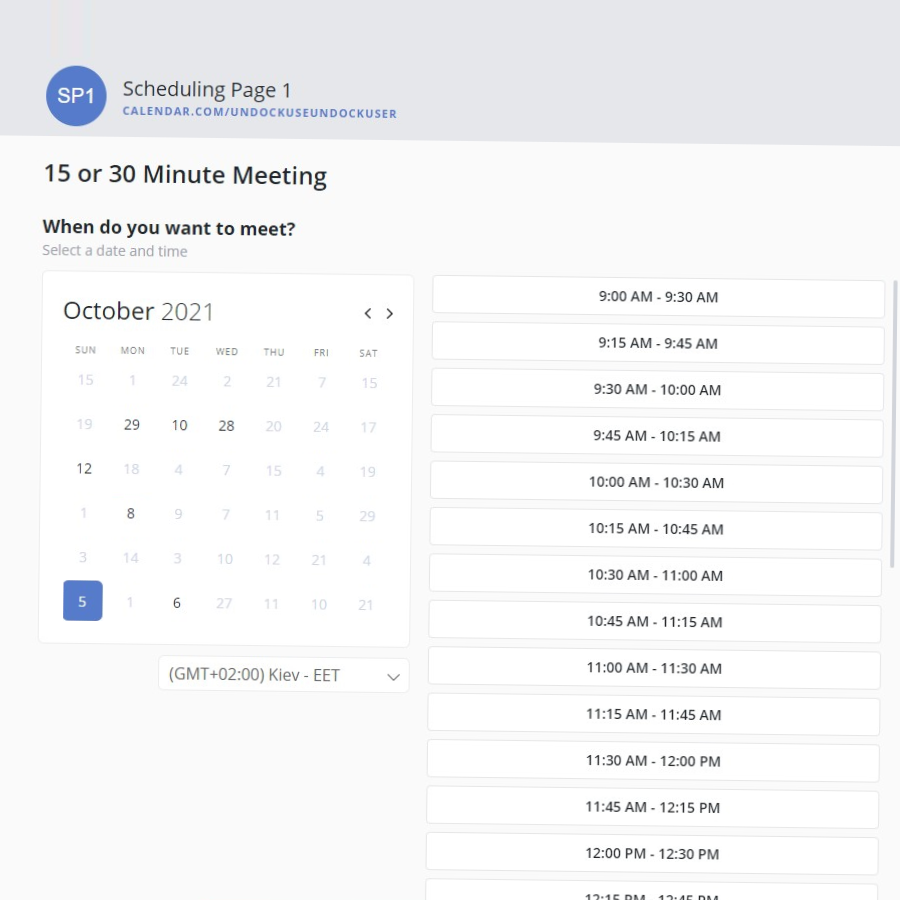 SP1
Scheduling Page 1
CALENDAR.COM/UNDOCKUSEUNDOCKUSER
15 or 30 Minute Meeting
When do you want to meet?
Select a date and time
October 2021
SUN MON TUE WED THU FRI SAT
15 1 24 2 21 7 15
19 29 10 28 20 24 17
12 18 4 7 15 4 19
1 8 9 7 11 5 29
3 14 3 10 12 21 4
5 1 6 27 11 10 21
(GMT+02:00) Kiev - EET
9:00 AM - 9:30 AM
9:15 AM - 9:45 AM
9:30 AM - 10:00 AM
9:45 AM - 10:15 AM
10:00 AM - 10:30 AM
10:15 AM - 10:45 AM
10:30 AM - 11:00 AM
10:45 AM - 11:15 AM
11:00 AM - 11:30 AM
11:15 AM - 11:45 AM
11:30 AM - 12:00 PM
11:45 AM - 12:15 PM
12:00 PM - 12:30 PM
12:15 PM - 12:45 PM